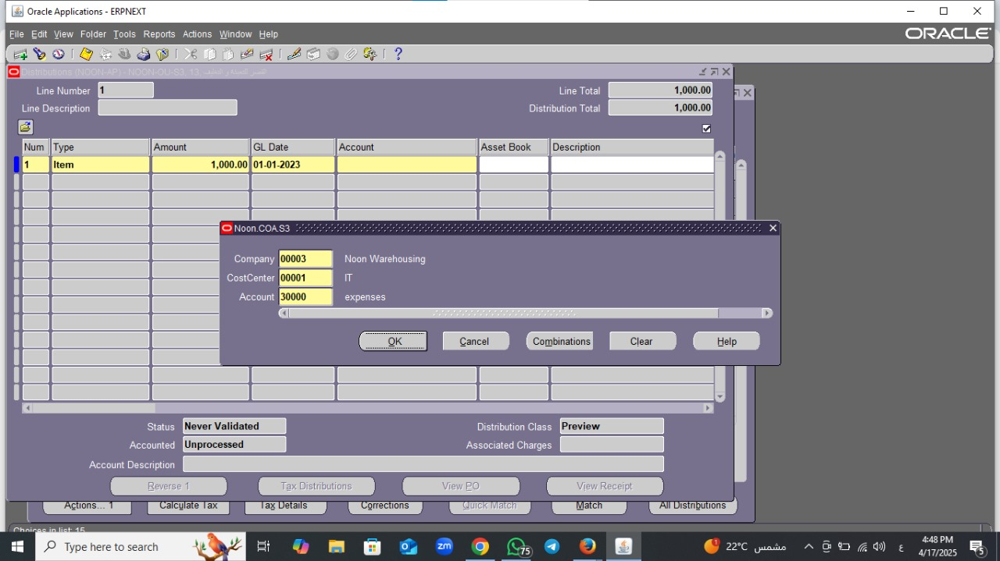 Oracle Applications - ERPNEXT
File Edit View Folder Tools Reports Actions Window Help
ORACLE
Distributions (NOON-AP) - NOON-OU-S3, 13,
Line Number 1
Line Total 1,000.00
Line Description
Distribution Total 1,000.00
Num Type Amount GL Date Account Asset Book Description
1 Item 1,000.00 01-01-2023
Noon.COA.S3
Company 00003 Noon Warehousing
CostCenter 00001 IT
Account 30000 expenses
OK Cancel Combinations Clear Help
Status Never Validated
Distribution Class Preview
Accounted Unprocessed
Associated Charges
Account Description
Reverse 1 Tax Distributions View PO View Receipt
Actions... 1 Calculate Tax Tax Details Corrections Quick Match Match All Distributions
Choices in list: 15
Type here to search
zm
75
1
22°C مشمس
ع
4:48 PM
4/17/2025
5